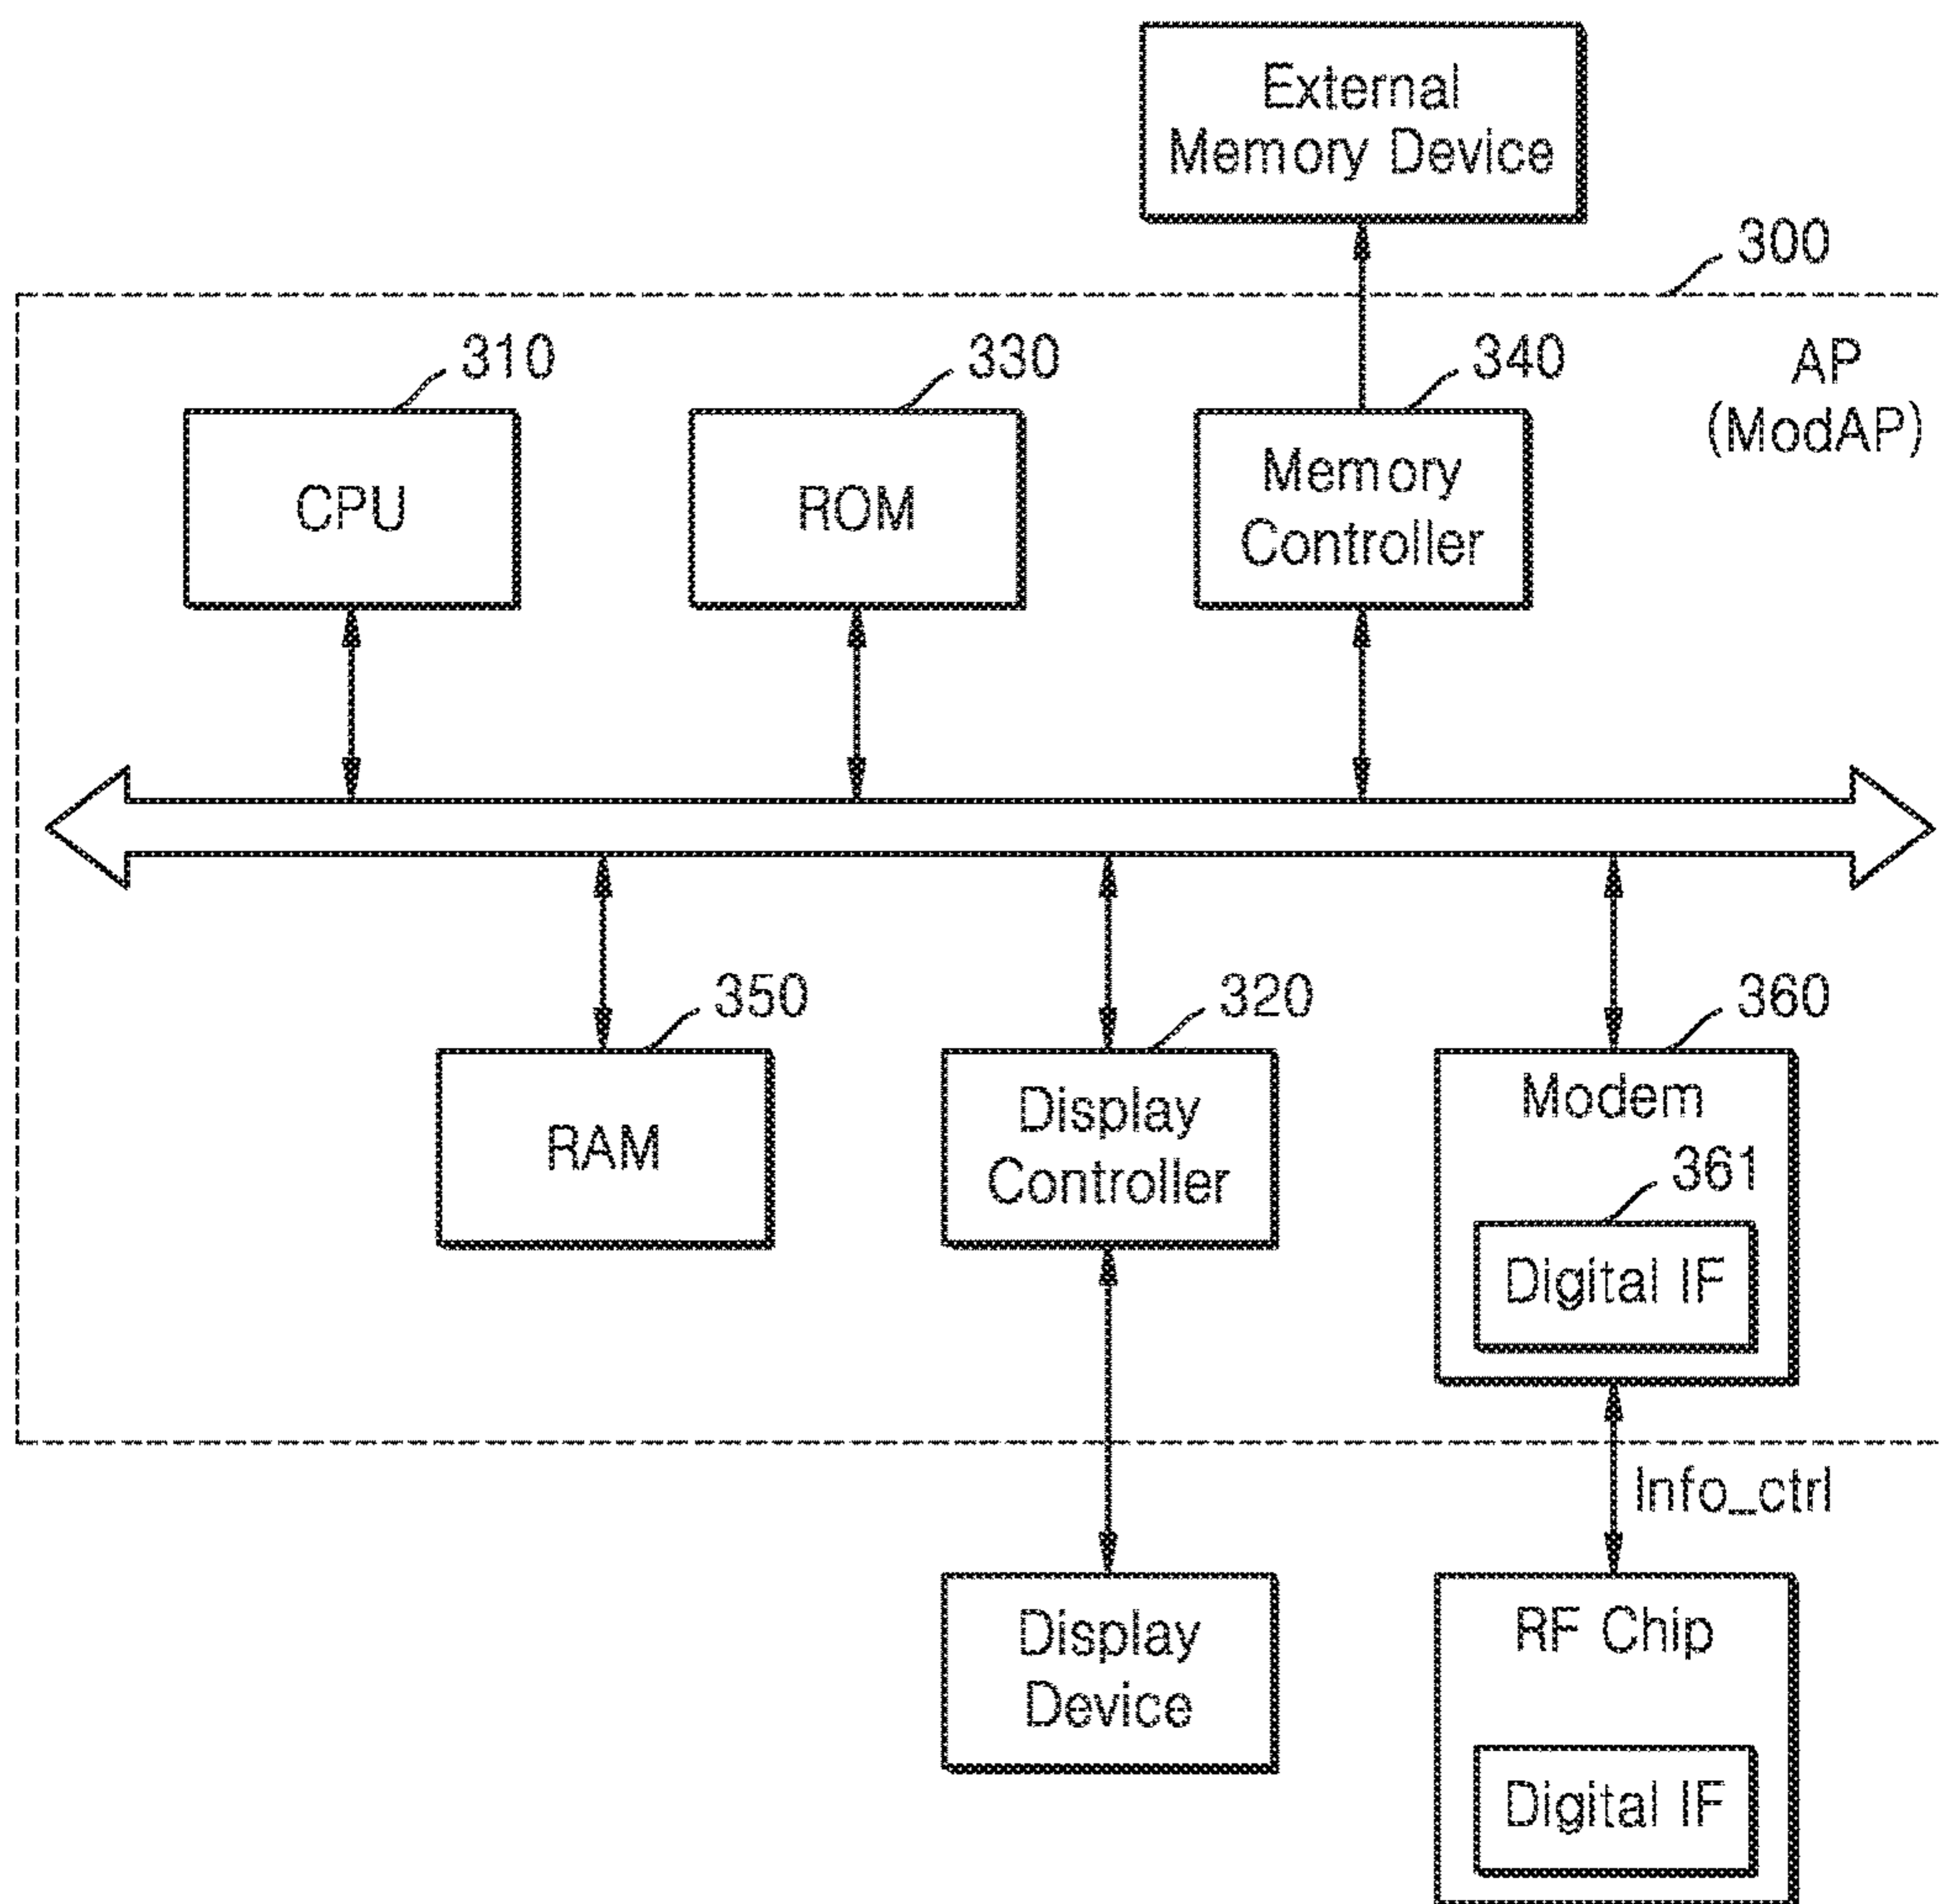 External
Memory Device
300
310
330
340
AP
(ModAP)
CPU
ROM
Memory
Controller
350
320
360
RAM
Display
Controller
Modem
361
Digital IF
Info_ctrl
Display
Device
RF Chip
Digital IF